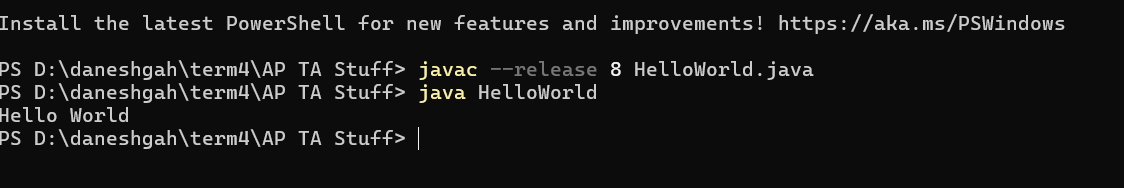 Install the latest PowerShell for new features and improvements! https://aka.ms/PSWindows
PS D:\daneshgah\term4\AP TA Stuff> javac --release 8 HelloWorld.java
PS D:\daneshgah\term4\AP TA Stuff> java HelloWorld
Hello World
PS D:\daneshgah\term4\AP TA Stuff>